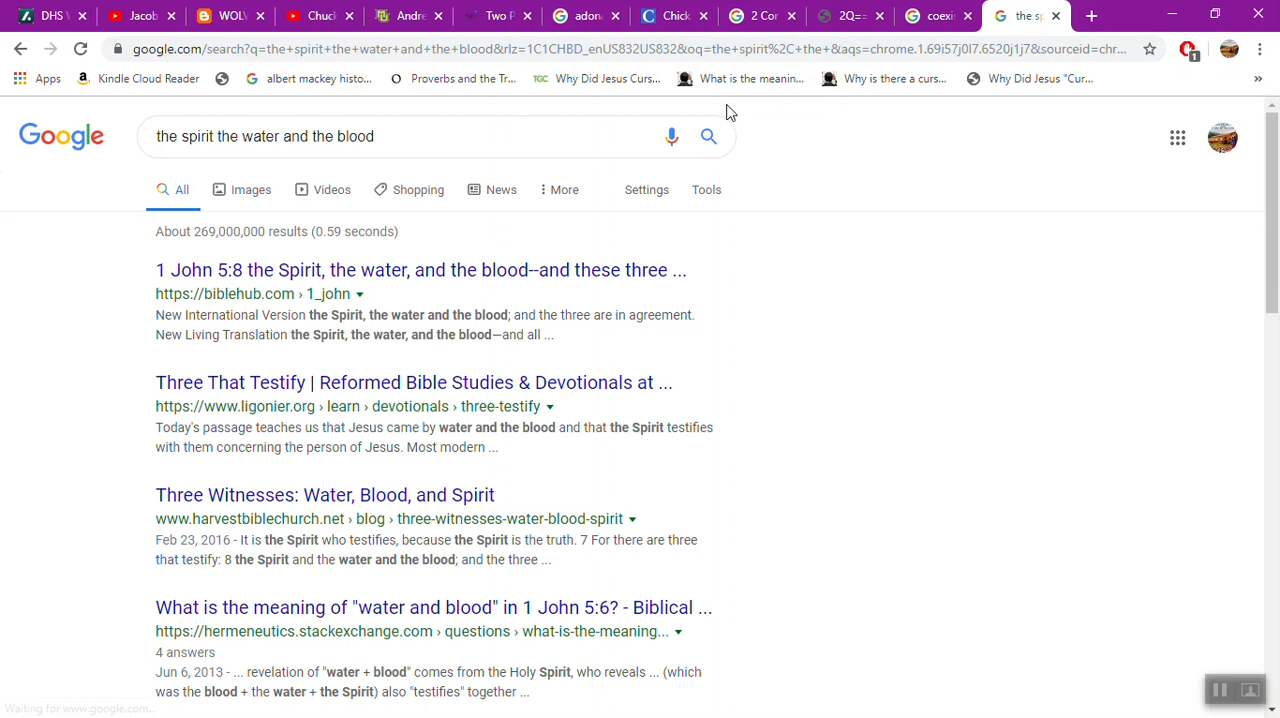 DHS W
Jacob
WOLV
Chuck
Andre
Two P
adona
Chick
2 Cor
2Q==
coexis
the sp
google.com/search?q=the+spirit+the+water+and+the+blood&rlz=1C1CHBD_enUS832US832&oq=the+spirit%2C+the+&aqs=chrome.1.69i57j0l7.6520j1j7&sourceid=chr...
1
Apps
Kindle Cloud Reader
albert mackey histo...
Proverbs and the Tr...
TGC Why Did Jesus Curs...
What is the meanin...
Why is there a curs...
Why Did Jesus "Cur...
»
Google
the spirit the water and the blood
All
Images
Videos
Shopping
News
More
Settings
Tools
About 269,000,000 results (0.59 seconds)
1 John 5:8 the Spirit, the water, and the blood--and these three ...
https://biblehub.com › 1_john
New International Version the Spirit, the water and the blood; and the three are in agreement.
New Living Translation the Spirit, the water, and the blood—and all ...
Three That Testify | Reformed Bible Studies & Devotionals at ...
https://www.ligonier.org › learn › devotionals › three-testify
Today's passage teaches us that Jesus came by water and the blood and that the Spirit testifies
with them concerning the person of Jesus. Most modern ...
Three Witnesses: Water, Blood, and Spirit
www.harvestbiblechurch.net › blog › three-witnesses-water-blood-spirit
Feb 23, 2016 - It is the Spirit who testifies, because the Spirit is the truth. 7 For there are three
that testify: 8 the Spirit and the water and the blood; and the three ...
What is the meaning of "water and blood" in 1 John 5:6? - Biblical ...
https://hermeneutics.stackexchange.com › questions › what-is-the-meaning...
4 answers
Jun 6, 2013 - ... revelation of "water + blood" comes from the Holy Spirit, who reveals ... (which
was the blood + the water + the Spirit) also "testifies" together ...
Waiting for www.google.com...